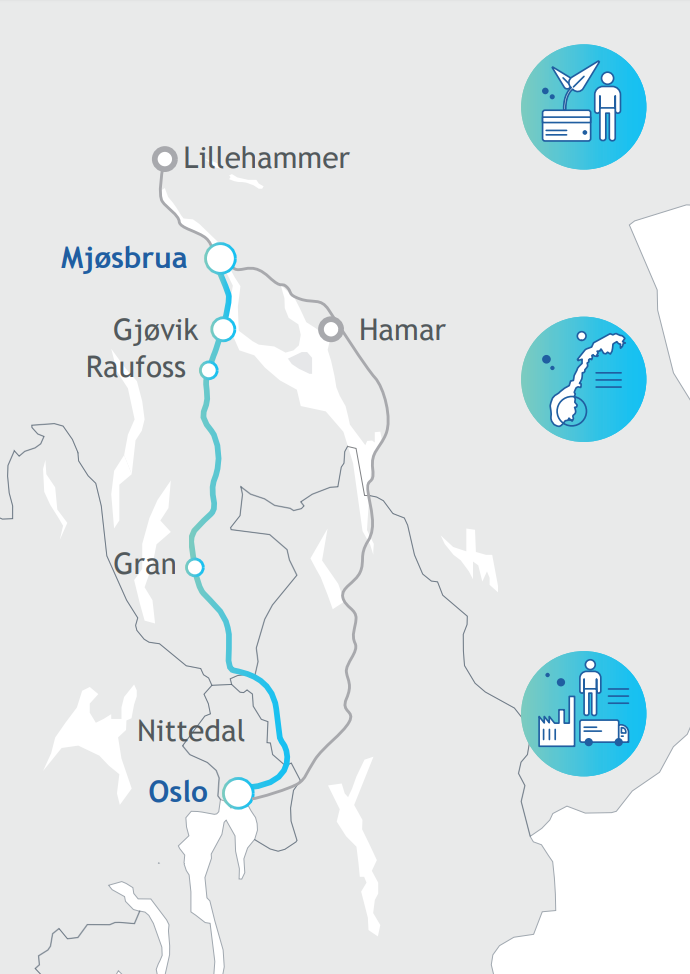 Lillehammer
Mjøsbrua
Gjøvik
Hamar
Raufoss
Gran
Nittedal
Oslo